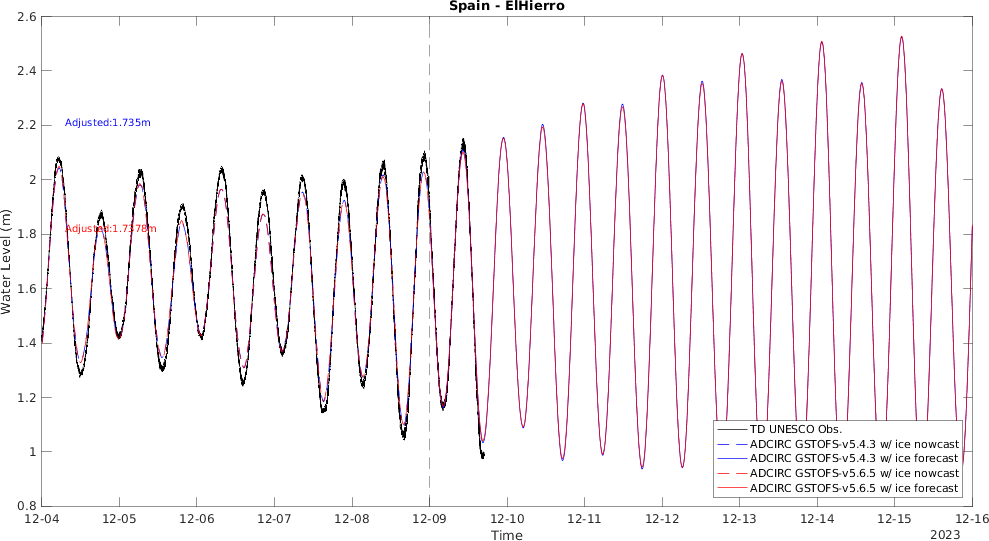 Spain - ElHierro
2.6
2.4
2.2
2
1.8
1.6
1.4
1.2
1
0.8
Water Level (m)
Adjusted:1.735m
Adjusted:1.7378m
TD UNESCO Obs.
ADCIRC GSTOFS-v5.4.3 w/ ice nowcast
ADCIRC GSTOFS-v5.4.3 w/ ice forecast
ADCIRC GSTOFS-v5.6.5 w/ ice nowcast
ADCIRC GSTOFS-v5.6.5 w/ ice forecast
12-04 12-05 12-06 12-07 12-08 12-09 12-10 12-11 12-12 12-13 12-14 12-15 12-16
Time
2023